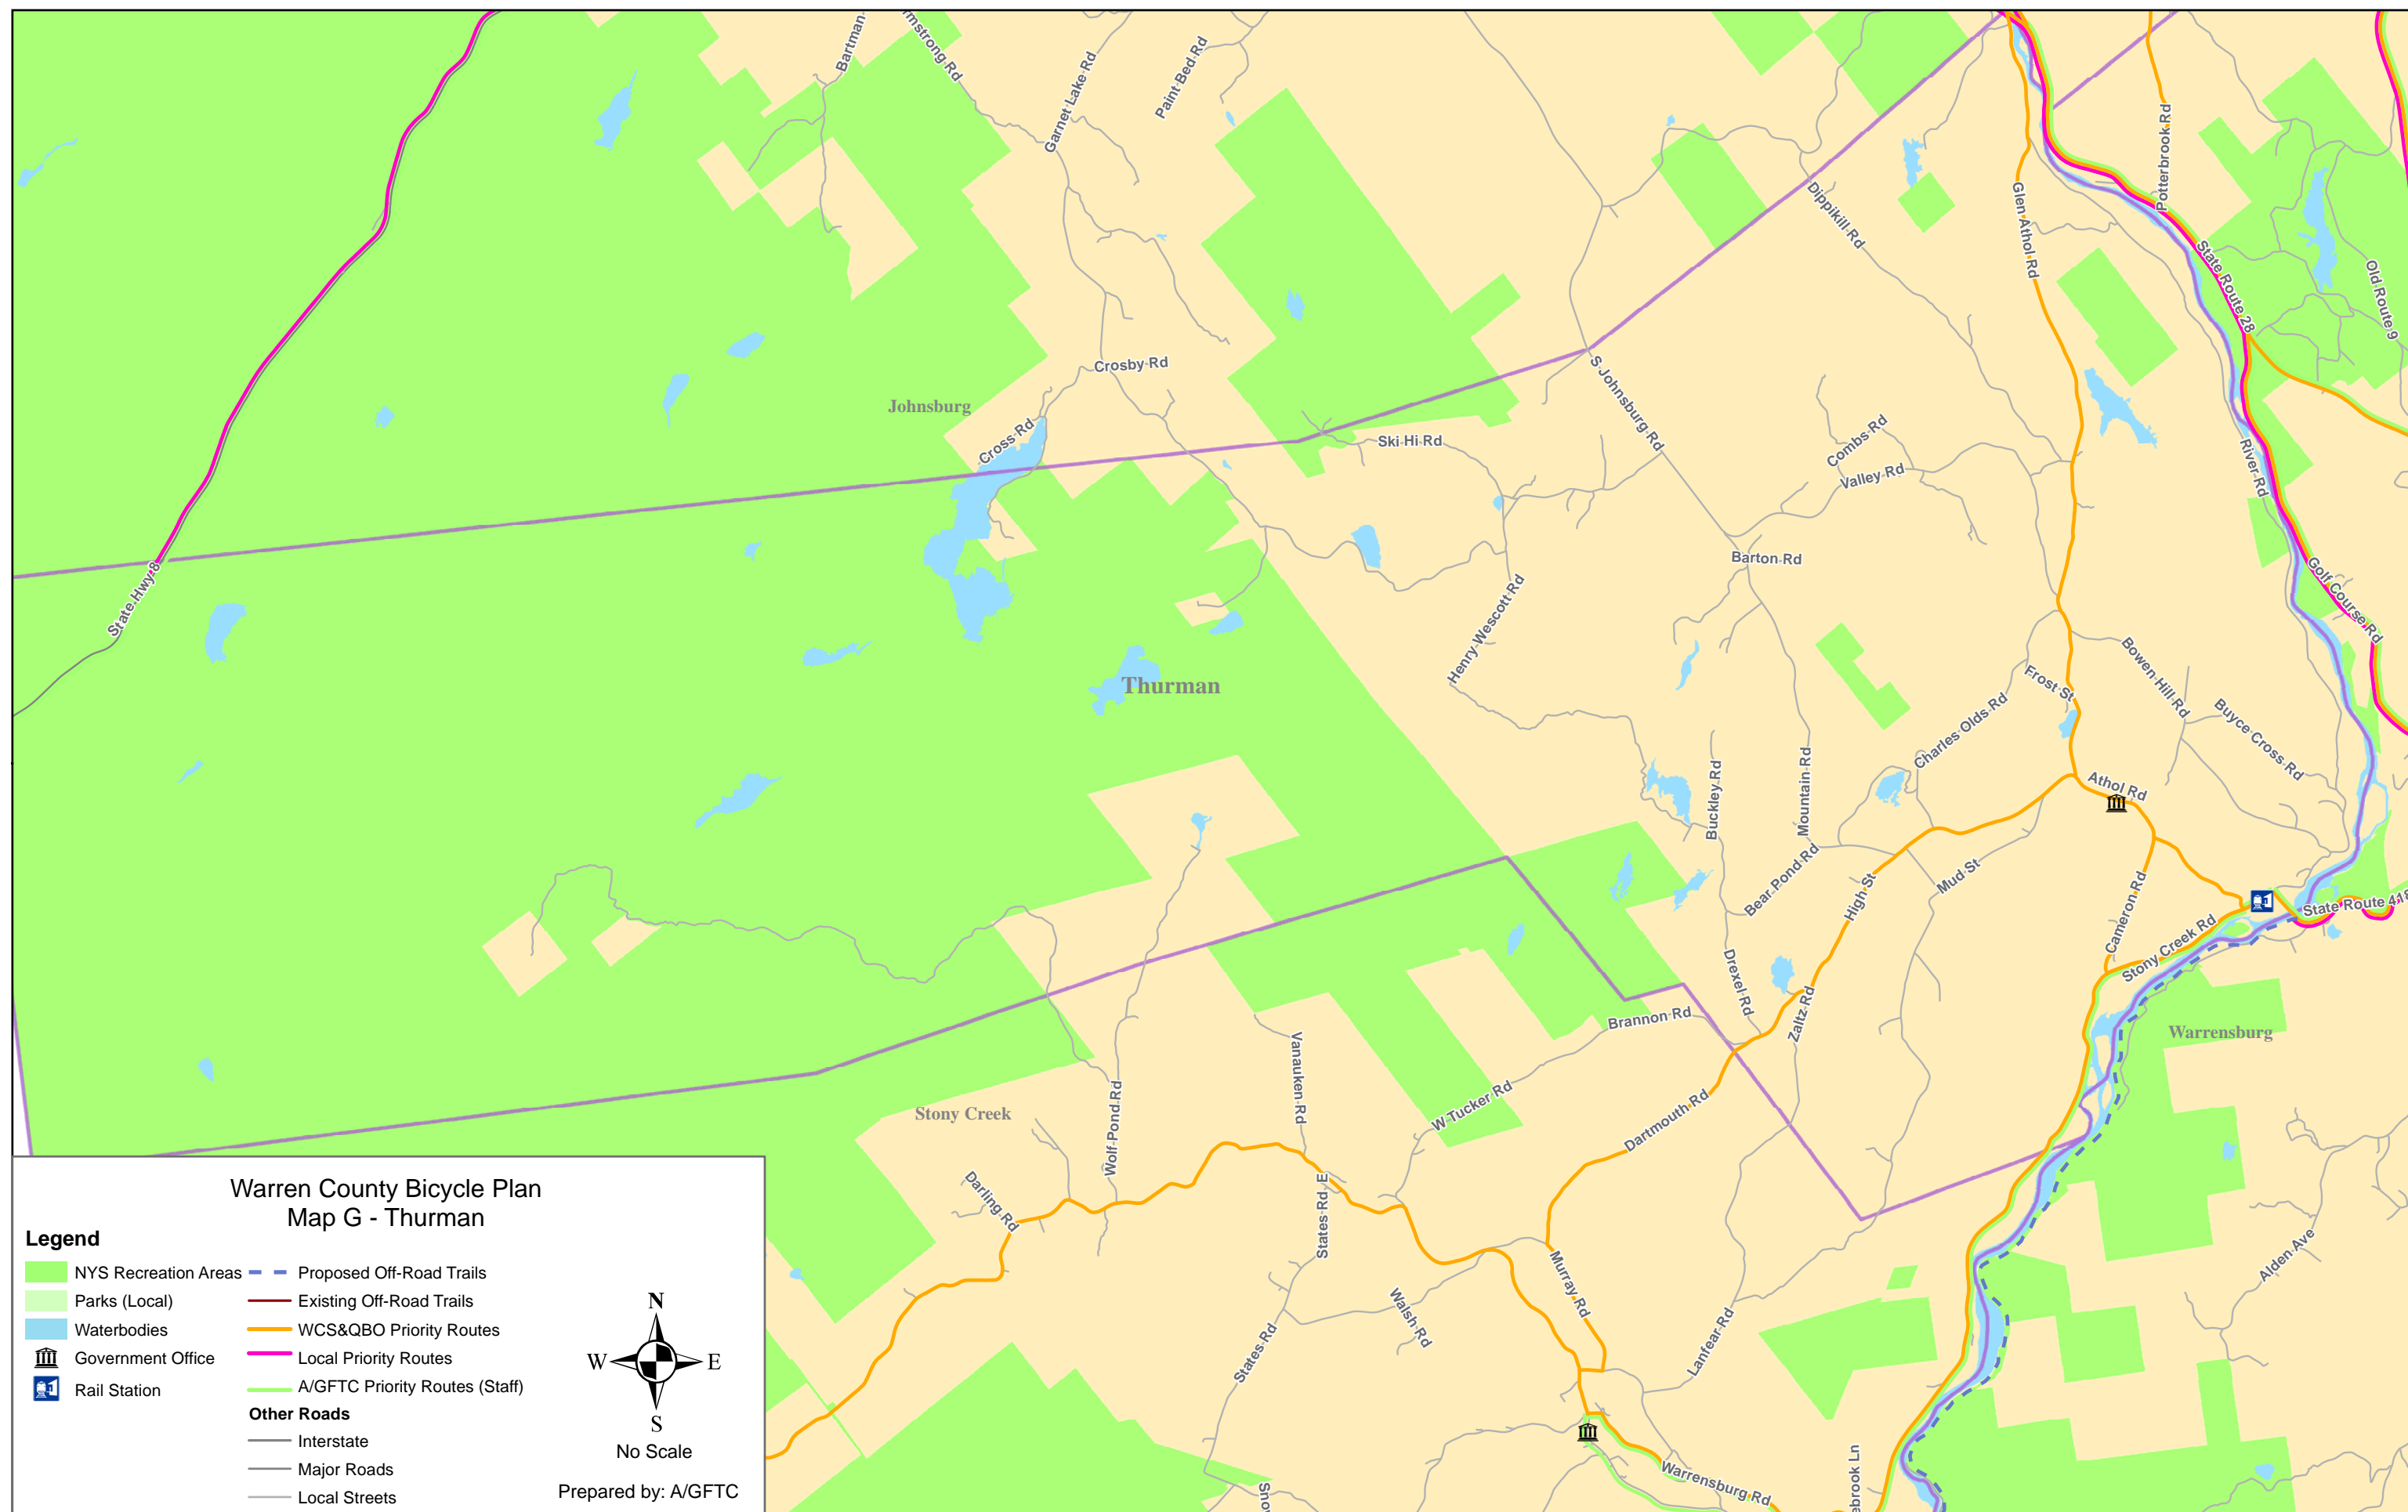 Bartman
mstrong Rd
Garnet Lake Rd
Paint Bed Rd
Dippikill Rd
Glen Athol Rd
Potterbrook Rd
State Route 28
Old Route 9
Crosby Rd
Johnsburg
Cross Rd
Ski Hi Rd
S Johnsburg Rd
Combs Rd
Valley Rd
River Rd
State Hwy 8
Barton Rd
Golf Course Rd
Henry Wescott Rd
Thurman
Bowen Hill Rd
Frost St
Charles Olds Rd
Buyce Cross Rd
Buckley Rd
Mountain Rd
Athol Rd
Bear Pond Rd
High St
Mud St
Cameron Rd
State Route 418
Stony Creek Rd
Drexel Rd
Zaltz Rd
Brannon Rd
Warrensburg
Vanauken Rd
Wolf Pond Rd
W Tucker Rd
Dartmouth Rd
Stony Creek
Darling Rd
States Rd E
Murray Rd
Walsh Rd
States Rd
Lanfear Rd
Alden Ave
Warrensburg Rd
ebrook Ln
Snow
Warren County Bicycle Plan
Map G - Thurman
Legend
NYS Recreation Areas
Parks (Local)
Waterbodies
Government Office
Rail Station
Proposed Off-Road Trails
Existing Off-Road Trails
WCS&QBO Priority Routes
Local Priority Routes
A/GFTC Priority Routes (Staff)
Other Roads
Interstate
Major Roads
Local Streets
N
W E
S
No Scale
Prepared by: A/GFTC